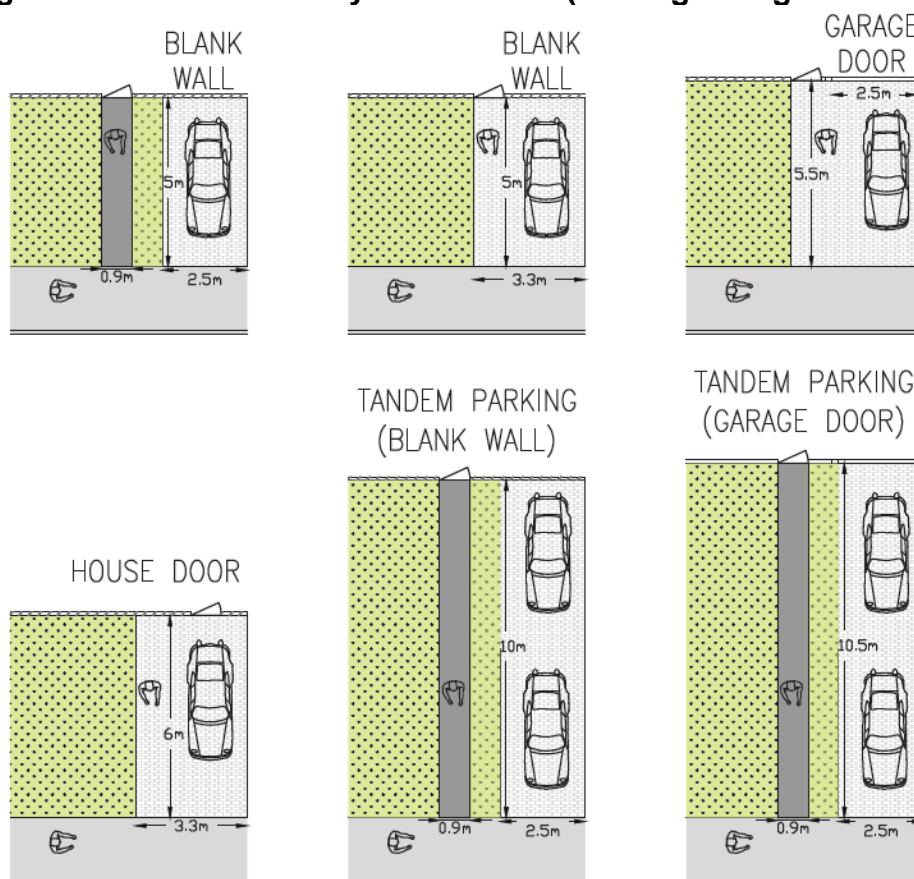 BLANK
WALL
5m
0.9m
2.5m
BLANK
WALL
5m
3.3m
GARAGE
DOOR
2.5m
5.5m
HOUSE DOOR
6m
3.3m
TANDEM PARKING
(BLANK WALL)
10m
0.9m
2.5m
TANDEM PARKING
(GARAGE DOOR)
10.5m
0.9m
2.5m